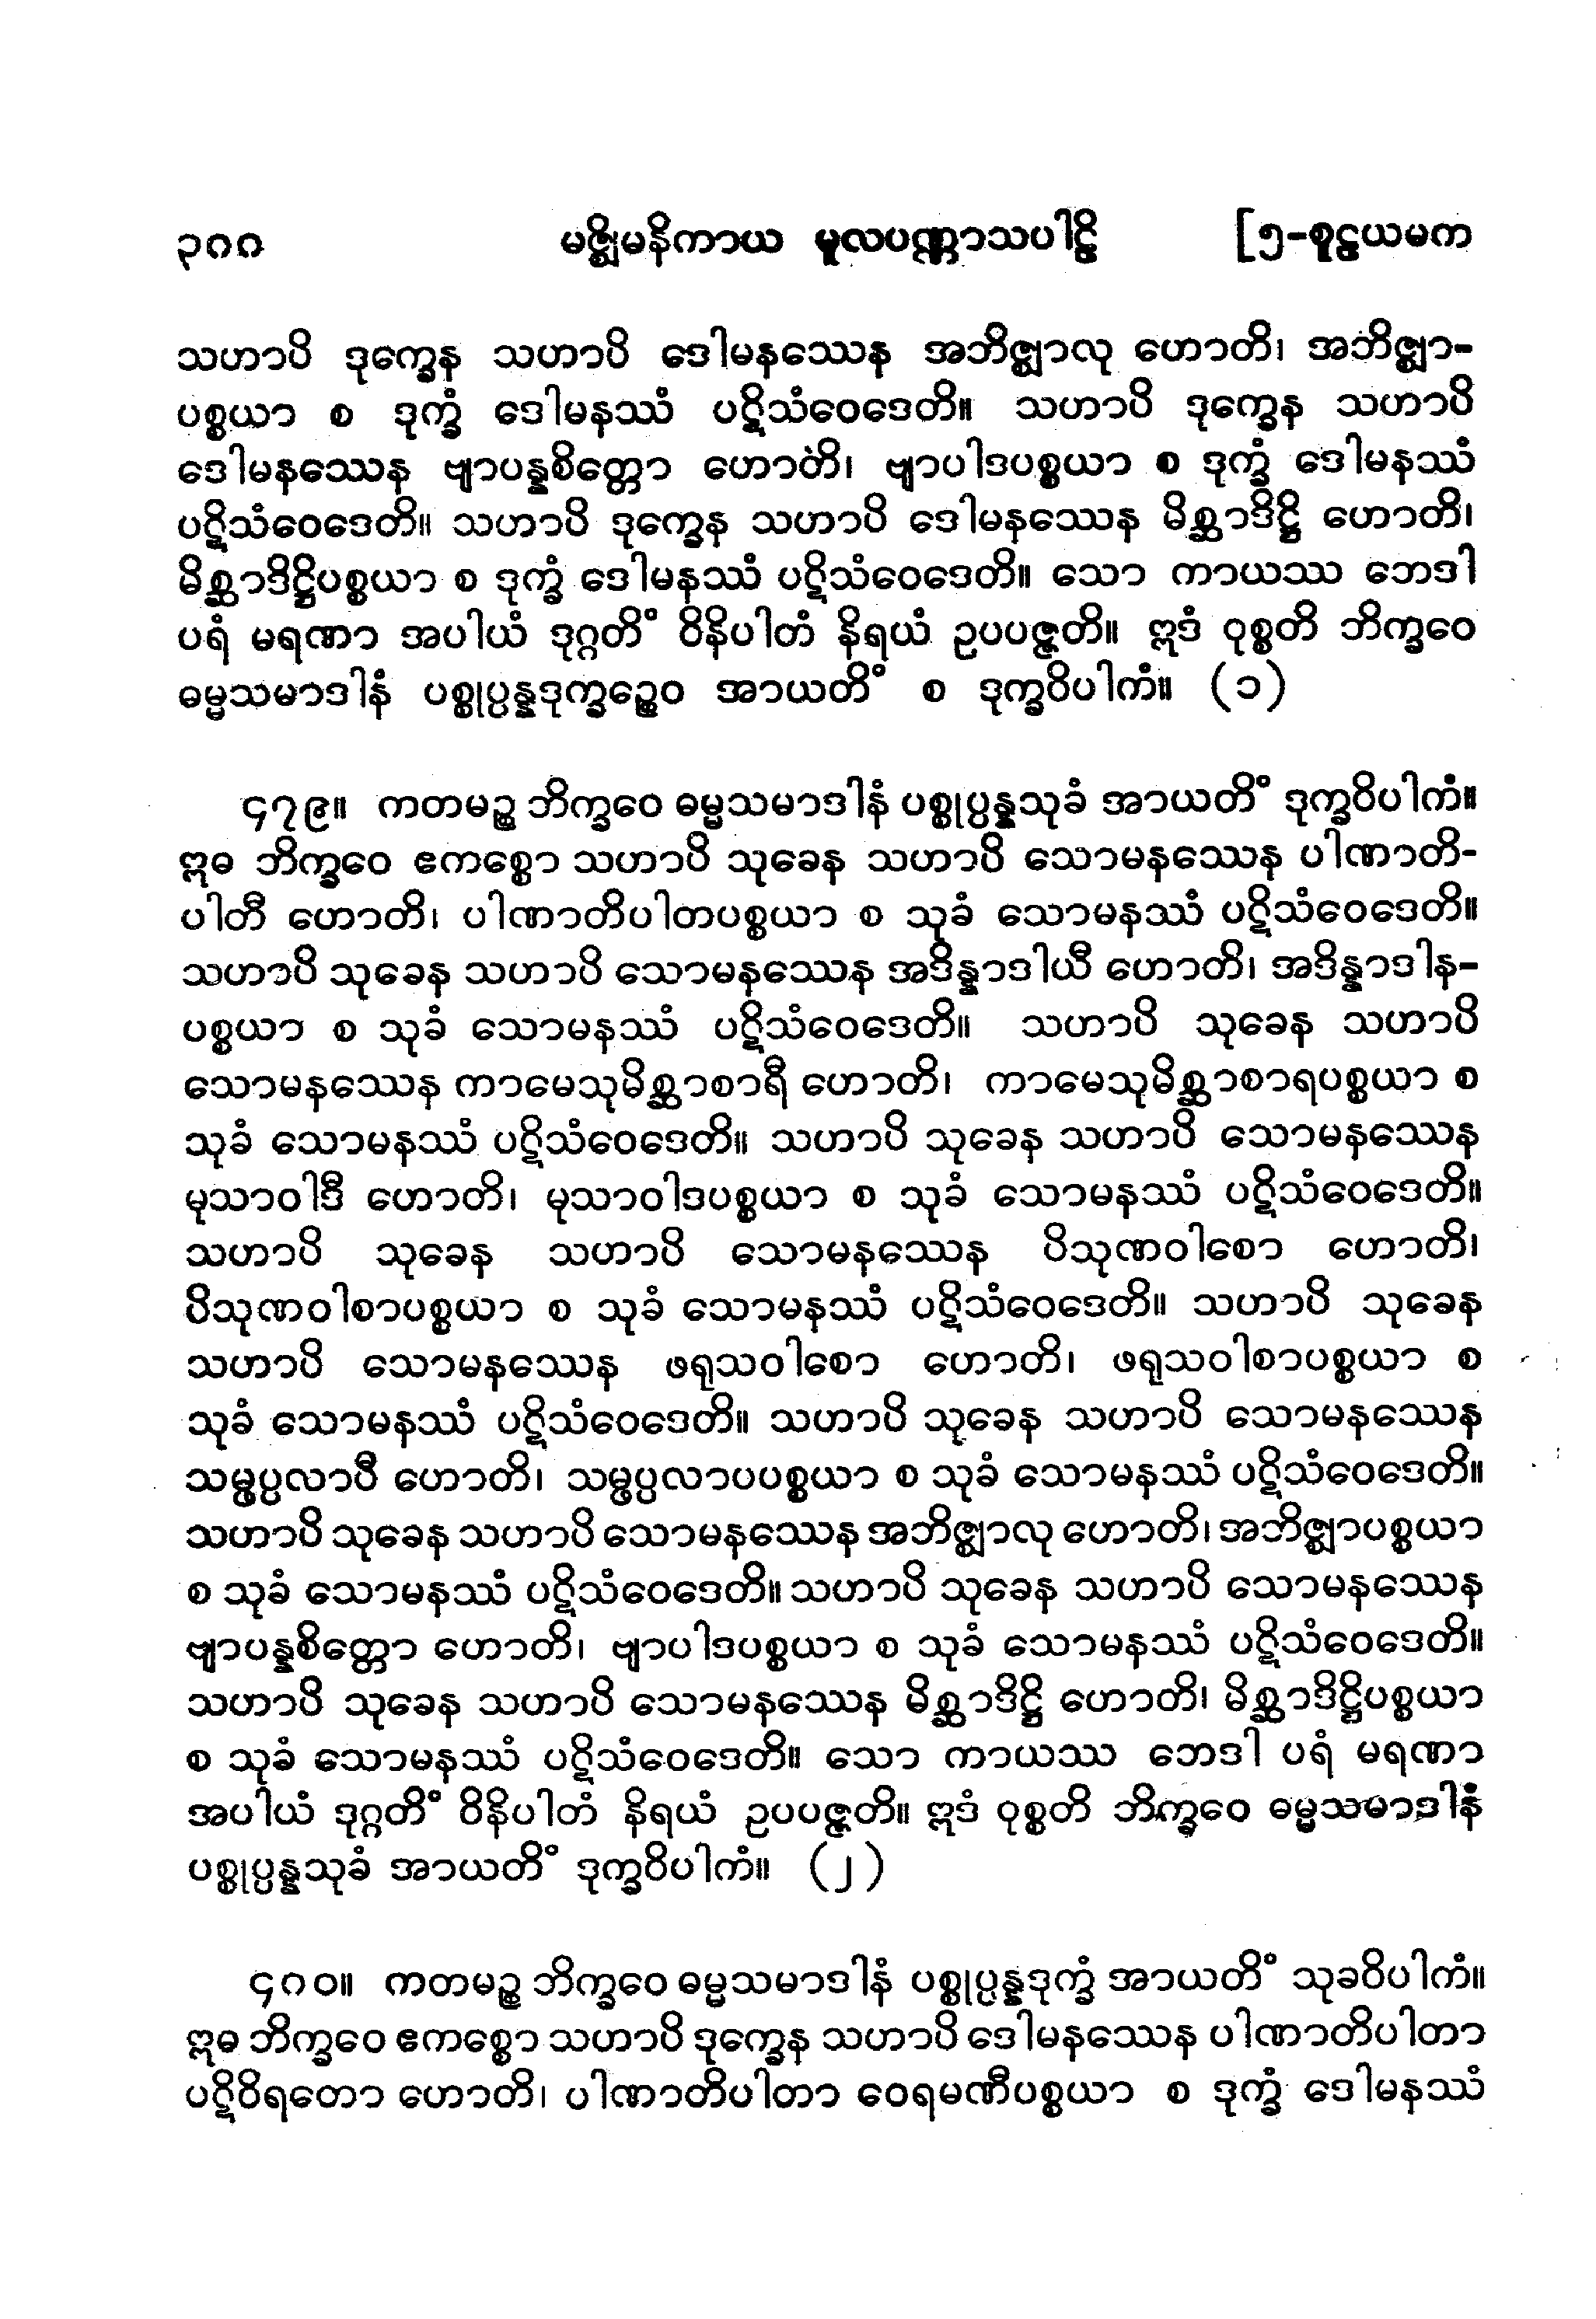 ၃၈၈ မဇ္ဈိမနိကာယ မူလပဏ္ဏာသပါဠိ [၅-စူဠယမက
သဟာပိ ဒုက္ခေန သဟာပိ ဒေါမနဿေန အဘိဇ္ဈာလု ဟောတိ၊ အဘိဇ္ဈာ-
ပစ္စယာ စ ဒုက္ခံ ဒေါမနဿံ ပဋိသံဝေဒေတိ။ သဟာပိ ဒုက္ခေန သဟာပိ
ဒေါမနဿေန ဗျာပန္နစိတ္တော ဟောတိ၊ ဗျာပါဒပစ္စယာ စ ဒုက္ခံ ဒေါမနဿံ
ပဋိသံဝေဒေတိ။ သဟာပိ ဒုက္ခေန သဟာပိ ဒေါမနဿေန မိစ္ဆာဒိဋ္ဌိ ဟောတိ၊
မိစ္ဆာဒိဋ္ဌိပစ္စယာ စ ဒုက္ခံ ဒေါမနဿံ ပဋိသံဝေဒေတိ။ သော ကာယဿ ဘေဒါ
ပရံ မရဏာ အပါယံ ဒုဂ္ဂတိံ ဝိနိပါတံ နိရယံ ဥပပဇ္ဇတိ။ ဣဒံ ဝုစ္စတိ ဘိက္ခဝေ
ဓမ္မသမာဒါနံ ပစ္စုပ္ပန္နဒုက္ခဉ္စေဝ အာယတိံ စ ဒုက္ခဝိပါကံ။ (၁)
၄၇၉။ ကတမဉ္စ ဘိက္ခဝေ ဓမ္မသမာဒါနံ ပစ္စုပ္ပန္နသုခံ အာယတိံ ဒုက္ခဝိပါကံ။
ဣဓ ဘိက္ခဝေ ဧကစ္စော သဟာပိ သုခေန သဟာပိ သောမနဿေန ပါဏာတိ-
ပါတီ ဟောတိ၊ ပါဏာတိပါတပစ္စယာ စ သုခံ သောမနဿံ ပဋိသံဝေဒေတိ။
သဟာပိ သုခေန သဟာပိ သောမနဿေန အဒိန္နာဒါယီ ဟောတိ၊ အဒိန္နာဒါန-
ပစ္စယာ စ သုခံ သောမနဿံ ပဋိသံဝေဒေတိ။ သဟာပိ သုခေန သဟာပိ
သောမနဿေန ကာမေသုမိစ္ဆာစာရီ ဟောတိ၊ ကာမေသုမိစ္ဆာစာရပစ္စယာ စ
သုခံ သောမနဿံ ပဋိသံဝေဒေတိ။ သဟာပိ သုခေန သဟာပိ သောမနဿေန
မုသာဝါဒီ ဟောတိ၊ မုသာဝါဒပစ္စယာ စ သုခံ သောမနဿံ ပဋိသံဝေဒေတိ။
သဟာပိ သုခေန သဟာပိ သောမနဿေန ပိသုဏဝါစော ဟောတိ၊
ပိသုဏဝါစာပစ္စယာ စ သုခံ သောမနဿံ ပဋိသံဝေဒေတိ။ သဟာပိ သုခေန
သဟာပိ သောမနဿေန ဖရုသဝါစော ဟောတိ၊ ဖရုသဝါစာပစ္စယာ စ
သုခံ သောမနဿံ ပဋိသံဝေဒေတိ။ သဟာပိ သုခေန သဟာပိ သောမနဿေန
သမ္ဖပ္ပလာပီ ဟောတိ၊ သမ္ဖပ္ပလာပပစ္စယာ စ သုခံ သောမနဿံ ပဋိသံဝေဒေတိ။
သဟာပိ သုခေန သဟာပိ သောမနဿေန အဘိဇ္ဈာလု ဟောတိ၊ အဘိဇ္ဈာပစ္စယာ
စ သုခံ သောမနဿံ ပဋိသံဝေဒေတိ။ သဟာပိ သုခေန သဟာပိ သောမနဿေန
ဗျာပန္နစိတ္တော ဟောတိ၊ ဗျာပါဒပစ္စယာ စ သုခံ သောမနဿံ ပဋိသံဝေဒေတိ။
သဟာပိ သုခေန သဟာပိ သောမနဿေန မိစ္ဆာဒိဋ္ဌိ ဟောတိ၊ မိစ္ဆာဒိဋ္ဌိပစ္စယာ
စ သုခံ သောမနဿံ ပဋိသံဝေဒေတိ။ သော ကာယဿ ဘေဒါ ပရံ မရဏာ
အပါယံ ဒုဂ္ဂတိံ ဝိနိပါတံ နိရယံ ဥပပဇ္ဇတိ။ ဣဒံ ဝုစ္စတိ ဘိက္ခဝေ ဓမ္မသမာဒါနံ
ပစ္စုပ္ပန္နသုခံ အာယတိံ ဒုက္ခဝိပါကံ။ (၂)
၄၈၀။ ကတမဉ္စ ဘိက္ခဝေ ဓမ္မသမာဒါနံ ပစ္စုပ္ပန္နဒုက္ခံ အာယတိံ သုခဝိပါကံ။
ဣဓ ဘိက္ခဝေ ဧကစ္စော သဟာပိ ဒုက္ခေန သဟာပိ ဒေါမနဿေန ပါဏာတိပါတာ
ပဋိဝိရတော ဟောတိ၊ ပါဏာတိပါတာ ဝေရမဏီပစ္စယာ စ ဒုက္ခံ ဒေါမနဿံ